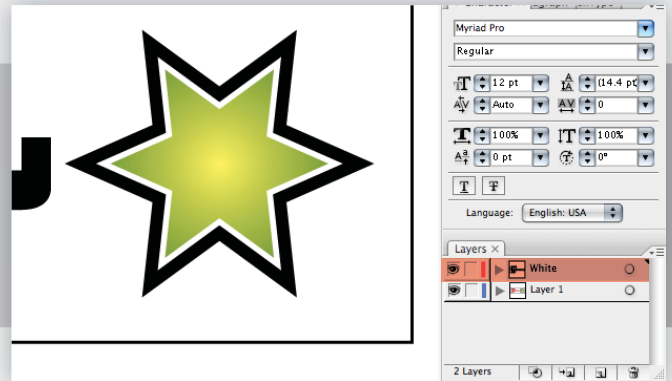 Myriad Pro
Regular
12 pt (14.4 pt
Auto 0
100% 100%
0 pt 0°
T T
Language: English: USA
Layers ×
White
Layer 1
2 Layers